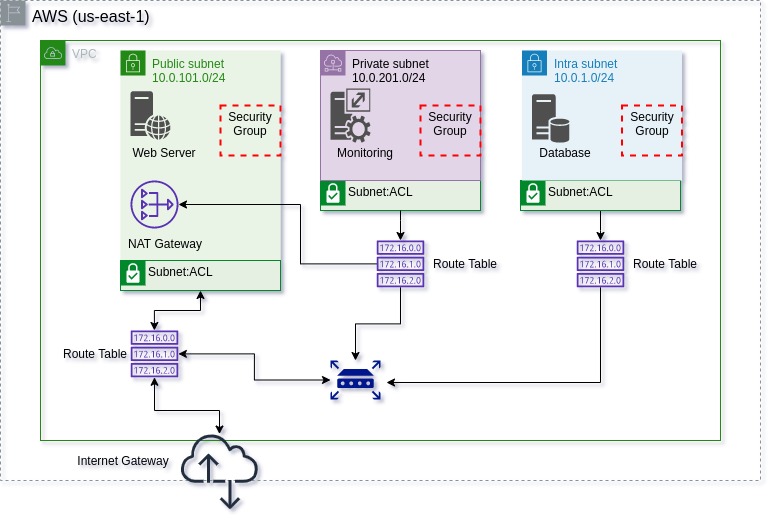 AWS (us-east-1)
VPC
Public subnet
10.0.101.0/24
Security
Group
Web Server
NAT Gateway
Subnet:ACL
Private subnet
10.0.201.0/24
Security
Group
Monitoring
Subnet:ACL
Intra subnet
10.0.1.0/24
Security
Group
Database
Subnet:ACL
172.16.0.0
172.16.1.0
172.16.2.0
Route Table
172.16.0.0
172.16.1.0
172.16.2.0
Route Table
Route Table
172.16.0.0
172.16.1.0
172.16.2.0
Internet Gateway